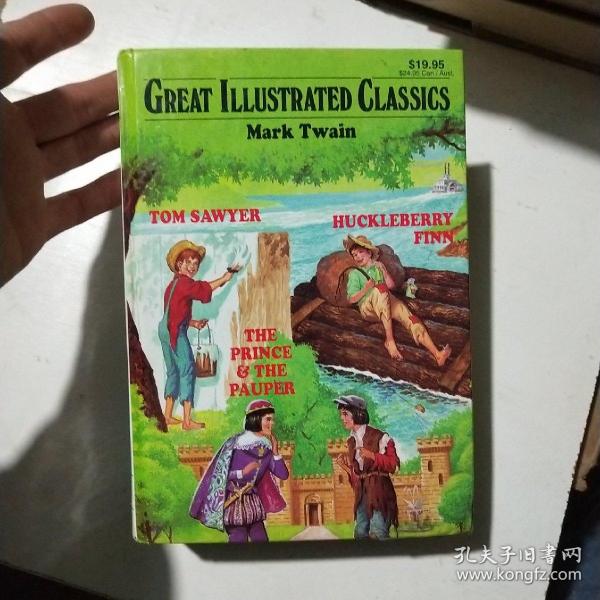 $19.95
$24.95 Can / Aust.
GREAT ILLUSTRATED CLASSICS
Mark Twain
TOM SAWYER
HUCKLEBERRY
FINN
THE
PRINCE
& THE
PAUPER
孔夫子旧书网
www.kongfz.com